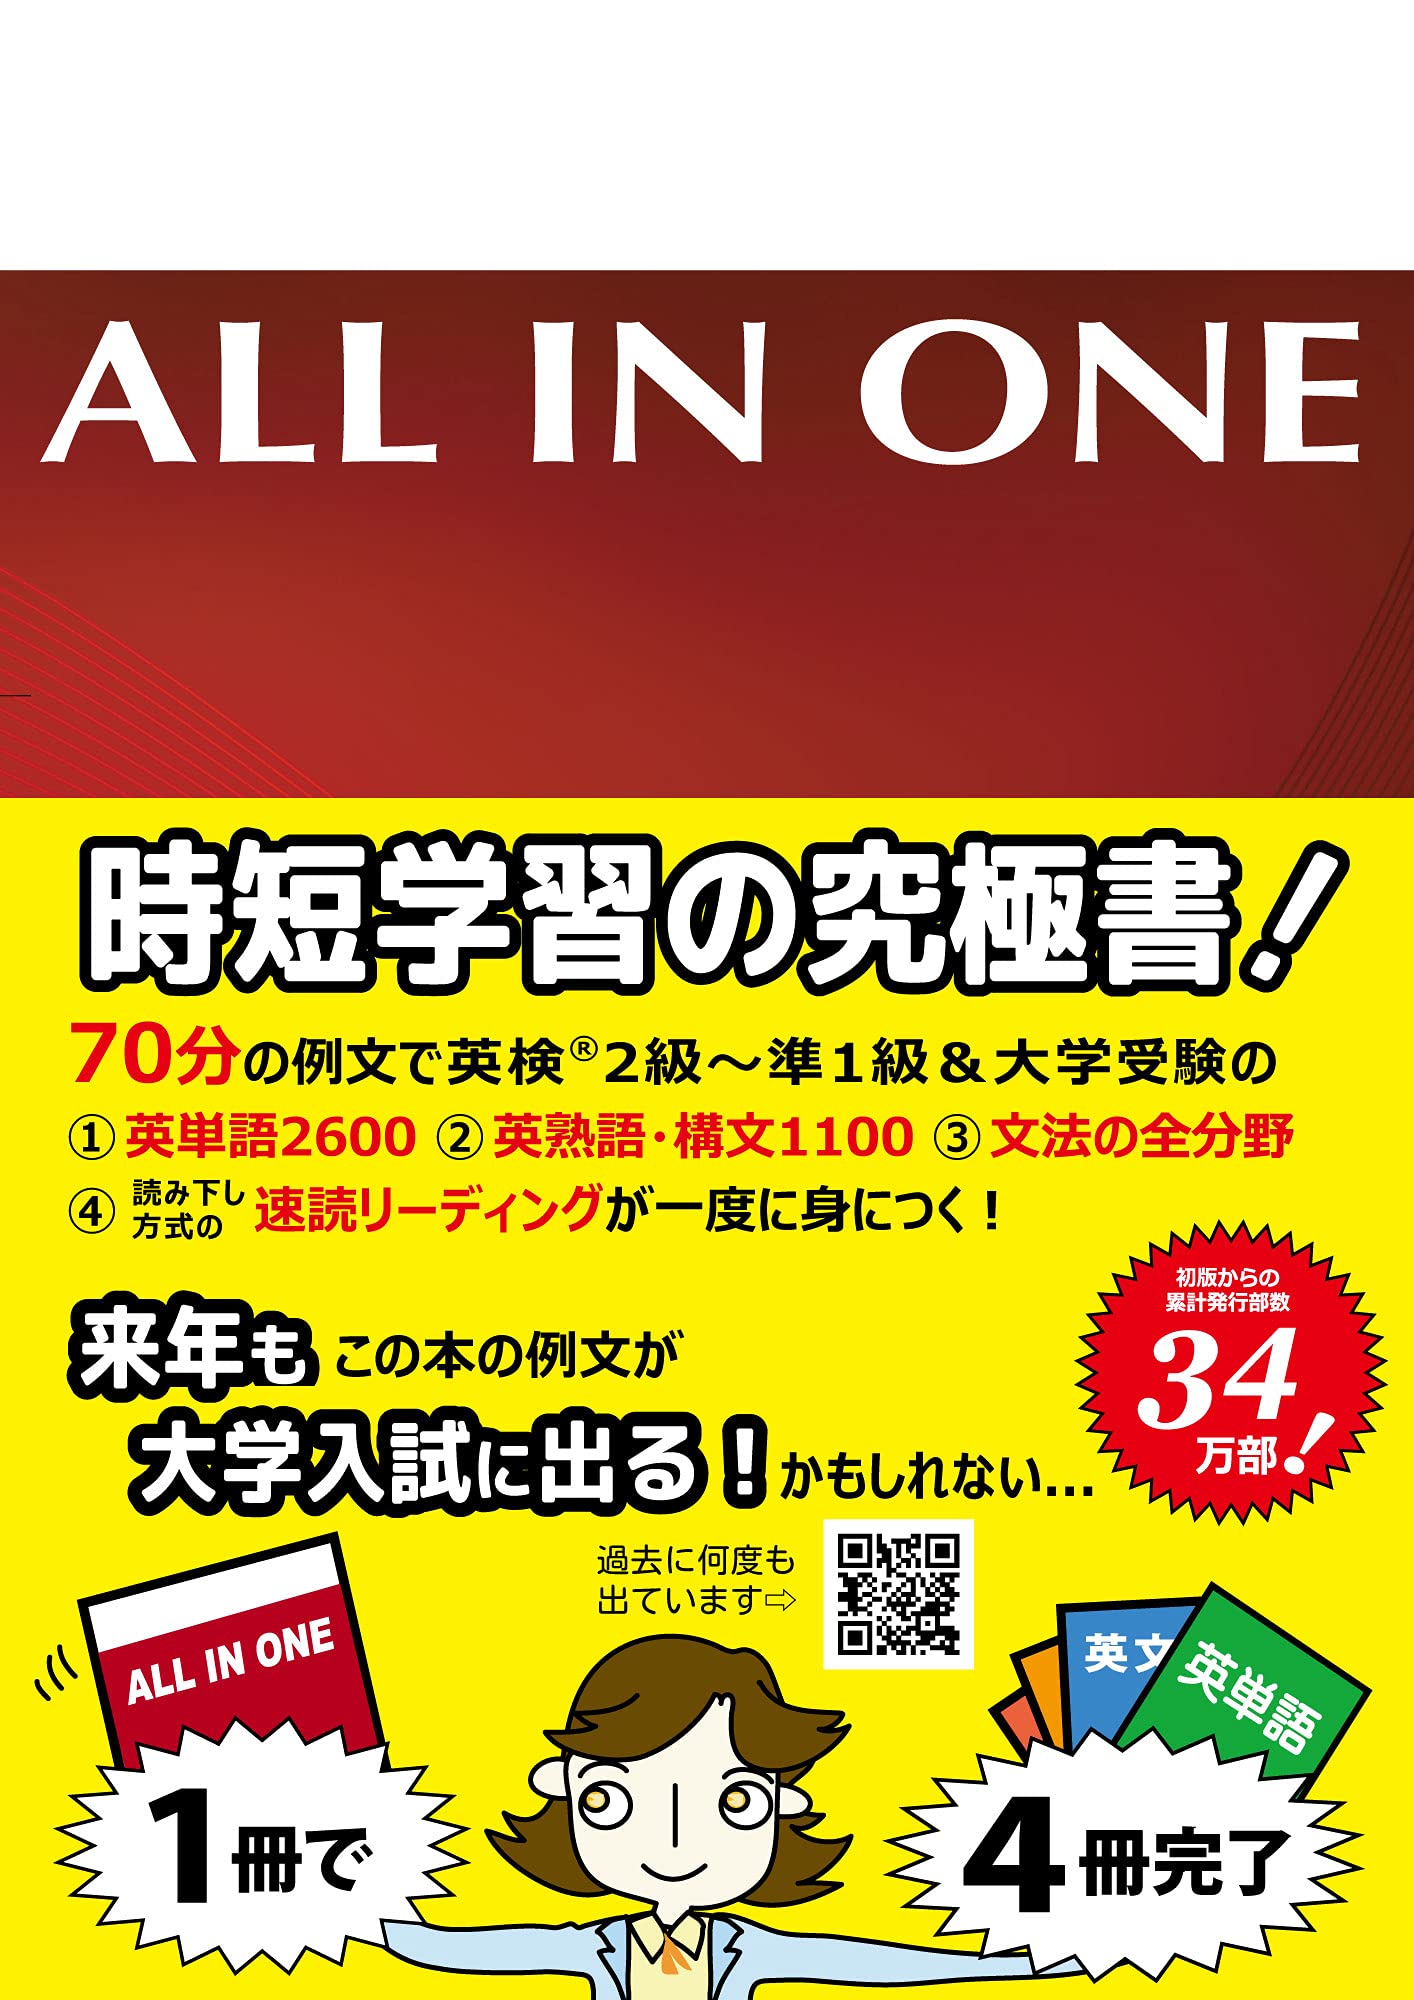 ALL IN ONE
時短学習の究極書!
70分の例文で英検®2級〜準1級&大学受験の
①英単語2600 ②英熟語・構文1100 ③文法の全分野
④読み下し方式の速読リーディングが一度に身につく!
初版からの
累計発行部数
34
万部!
来年もこの本の例文が
大学入試に出る!かもしれない...
過去に何度も
出ています⇨
ALL IN ONE
英文
英単語
1冊で
4冊完了